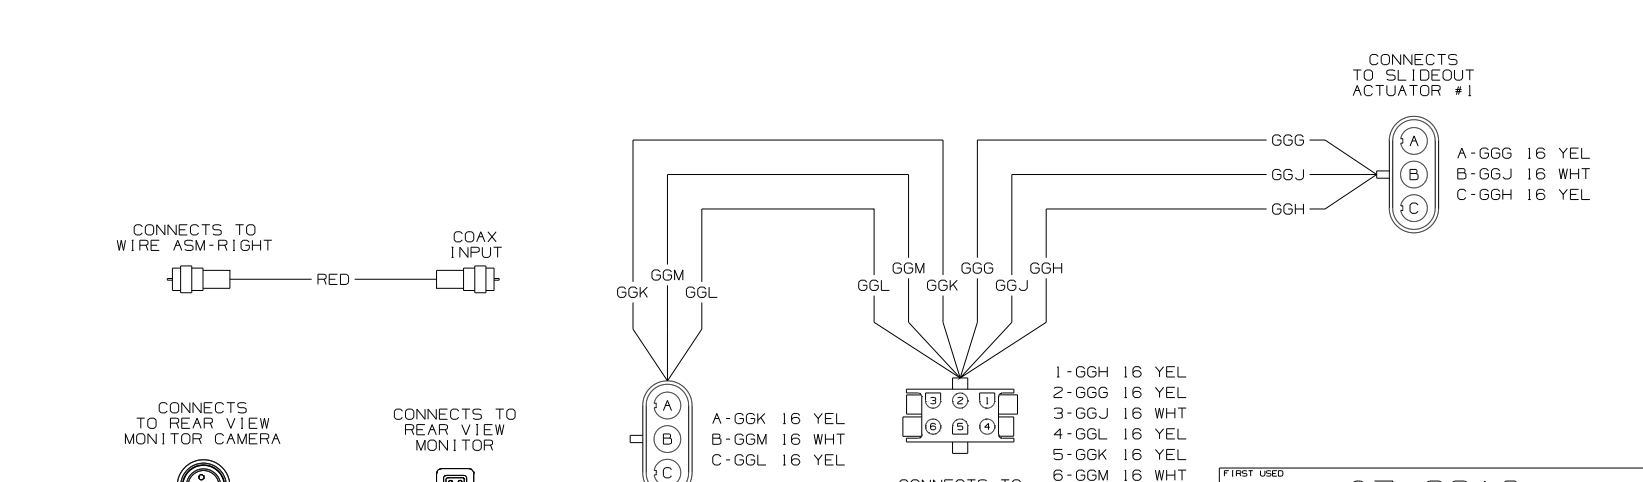 CONNECTS
TO SLIDEOUT
ACTUATOR #1
GGG
GGJ
GGH
A
B
C
A-GGG 16 YEL
B-GGJ 16 WHT
C-GGH 16 YEL
CONNECTS TO
WIRE ASM-RIGHT
COAX
INPUT
RED
GGK
GGM
GGL
GGL
GGM
GGK
GGG
GGJ
GGH
CONNECTS
TO REAR VIEW
MONITOR CAMERA
CONNECTS TO
REAR VIEW
MONITOR
A
B
C
A-GGK 16 YEL
B-GGM 16 WHT
C-GGL 16 YEL
3 2 1
6 5 4
1-GGH 16 YEL
2-GGG 16 YEL
3-GGJ 16 WHT
4-GGL 16 YEL
5-GGK 16 YEL
6-GGM 16 WHT
CONNECTS TO
FIRST USED